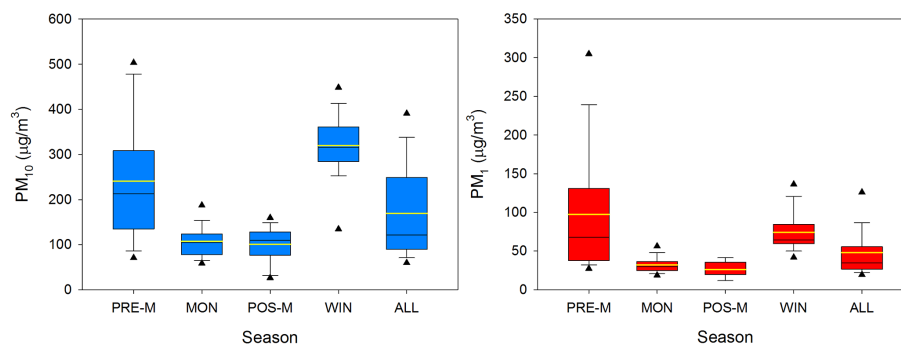 600
500
400
300
200
100
0
PM10 (μg/m3)
PRE-M MON POS-M WIN ALL
Season
350
300
250
200
150
100
50
0
PM1 (μg/m3)
PRE-M MON POS-M WIN ALL
Season